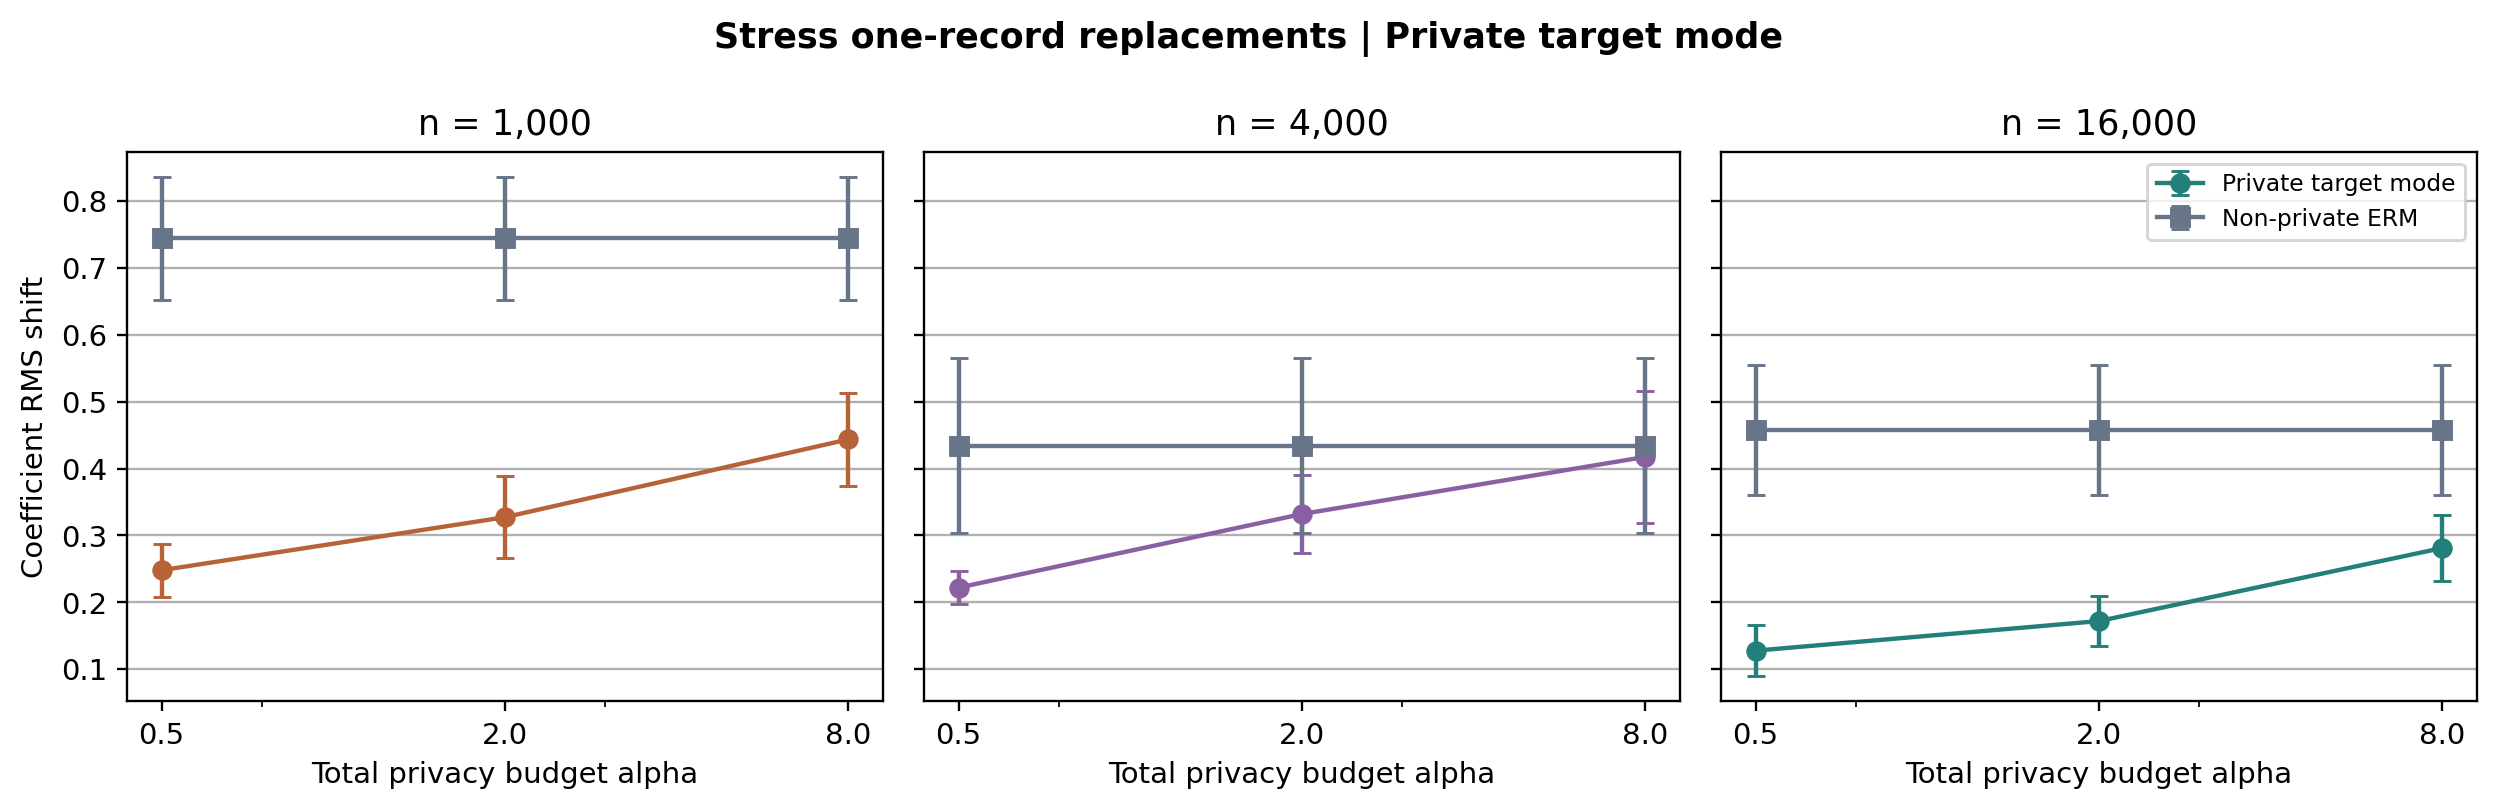 Stress one-record replacements | Private target mode
n = 1,000
n = 4,000
n = 16,000
Coefficient RMS shift
0.8
0.7
0.6
0.5
0.4
0.3
0.2
0.1
Private target mode
Non-private ERM
0.5 2.0 8.0
0.5 2.0 8.0
0.5 2.0 8.0
Total privacy budget alpha
Total privacy budget alpha
Total privacy budget alpha